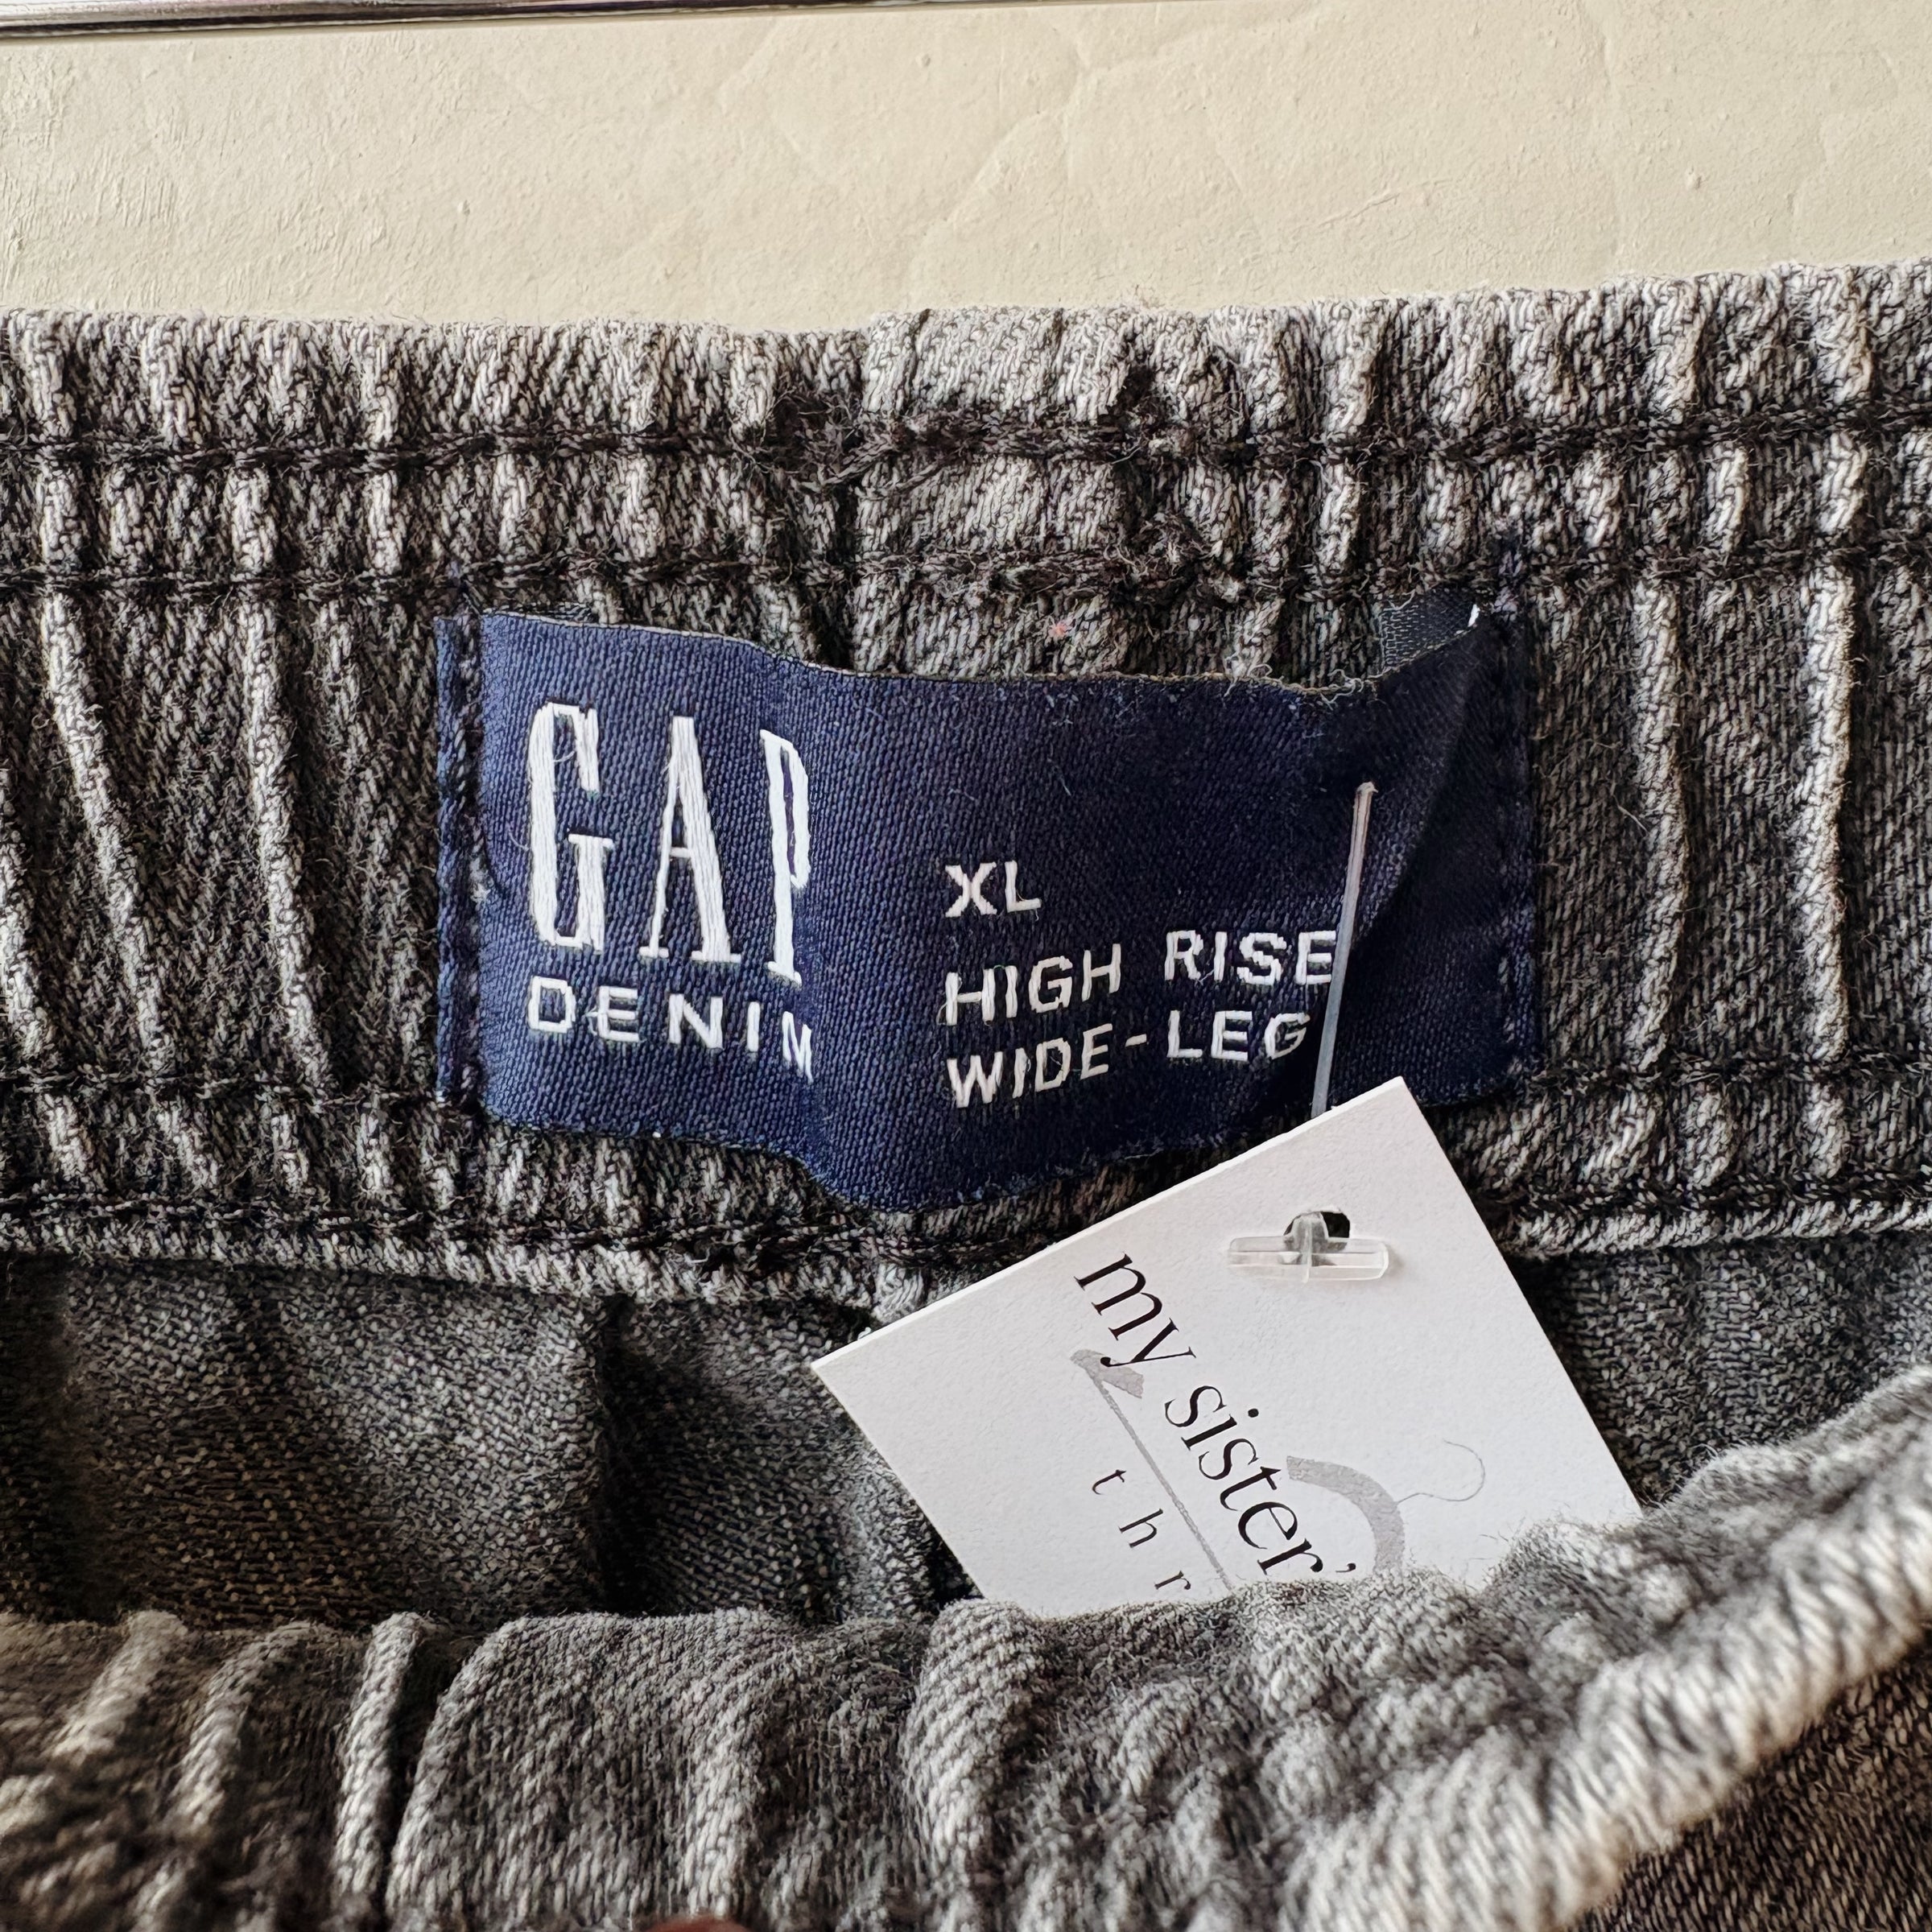 GAP
DENIM
XL
HIGH RISE
WIDE-LEG
my sister'
thr